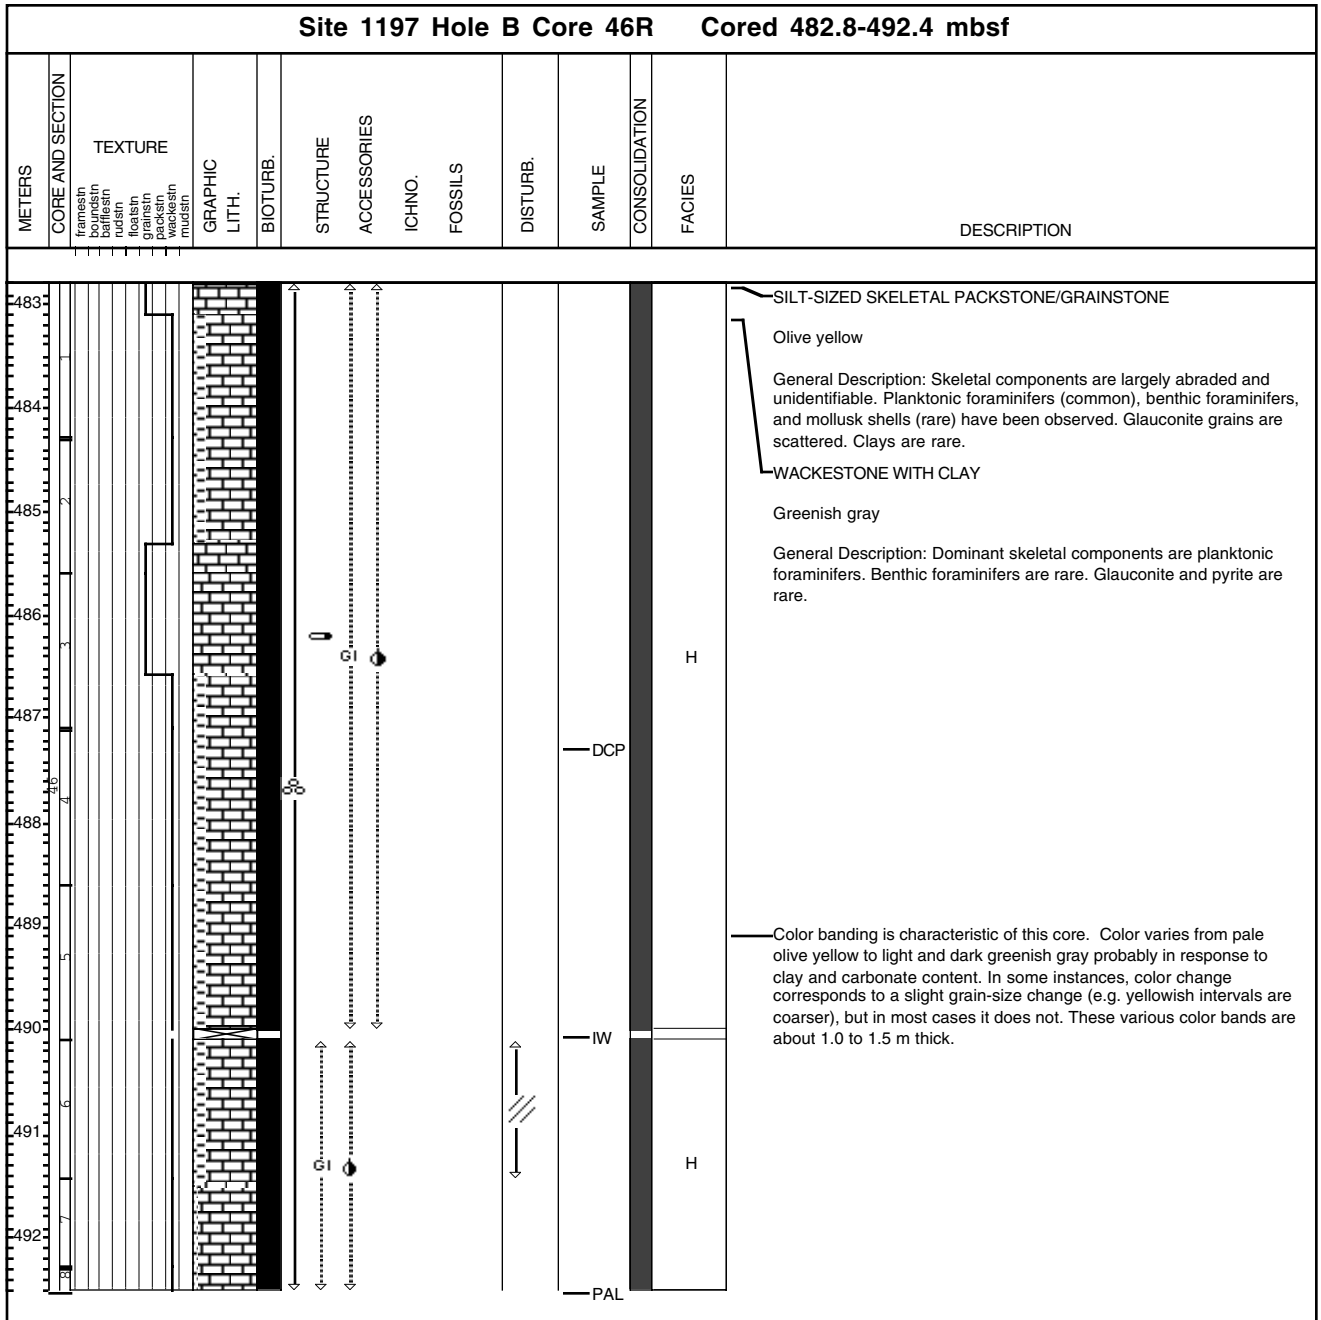 Site 1197 Hole B Core 46R    Cored 482.8-492.4 mbsf
METERS
CORE AND SECTION
TEXTURE
framestn
boundstn
bafflestn
rudstn
floatstn
grainstn
packstn
wackestn
mudstn
GRAPHIC
LITH.
BIOTURB.
STRUCTURE
ACCESSORIES
ICHNO.
FOSSILS
DISTURB.
SAMPLE
CONSOLIDATION
FACIES
DESCRIPTION
483
484
485
486
487
488
489
490
491
492
46
1
2
3
4
5
6
7
8
GI
GI
DCP
IW
PAL
H
H
SILT-SIZED SKELETAL PACKSTONE/GRAINSTONE
Olive yellow
General Description: Skeletal components are largely abraded and
unidentifiable. Planktonic foraminifers (common), benthic foraminifers,
and mollusk shells (rare) have been observed. Glauconite grains are
scattered. Clays are rare.
WACKESTONE WITH CLAY
Greenish gray
General Description: Dominant skeletal components are planktonic
foraminifers. Benthic foraminifers are rare. Glauconite and pyrite are
rare.
Color banding is characteristic of this core.  Color varies from pale
olive yellow to light and dark greenish gray probably in response to
clay and carbonate content. In some instances, color change
corresponds to a slight grain-size change (e.g. yellowish intervals are
coarser), but in most cases it does not. These various color bands are
about 1.0 to 1.5 m thick.